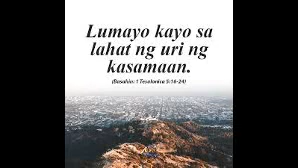 Lumayo kayo sa
lahat ng uri ng
kasamaan.
(Basahin: 1 Tesalonica 5:16-24)